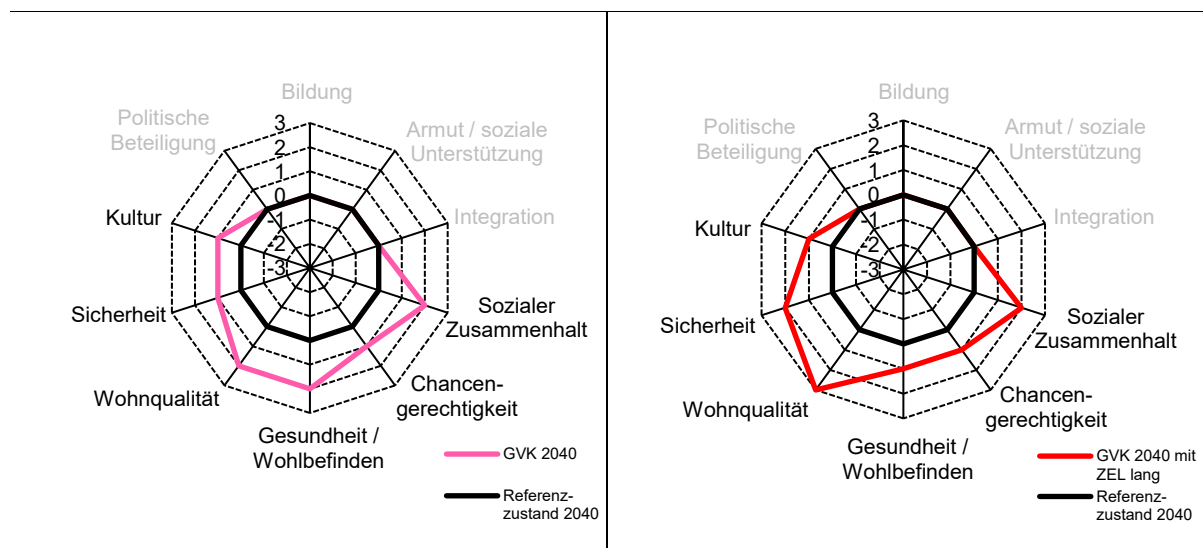 Bildung
Politische
Beteiligung
Armut / soziale
Unterstützung
3
2
1
0
-1
-2
-3
Kultur
Integration
Sicherheit
Sozialer
Zusammenhalt
Wohnqualität
Chancen-
gerechtigkeit
Gesundheit /
Wohlbefinden
GVK 2040
Referenz-
zustand 2040
Bildung
Politische
Beteiligung
Armut / soziale
Unterstützung
3
2
1
0
-1
-2
-3
Kultur
Integration
Sicherheit
Sozialer
Zusammenhalt
Wohnqualität
Chancen-
gerechtigkeit
Gesundheit /
Wohlbefinden
GVK 2040 mit
ZEL lang
Referenz-
zustand 2040